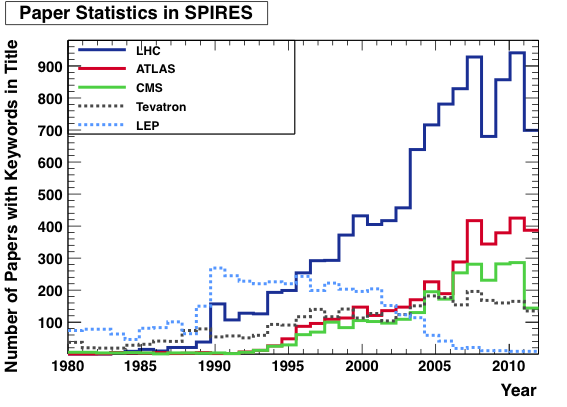 Paper Statistics in SPIRES
Number of Papers with Keywords in Title
900
800
700
600
500
400
300
200
100
LHC
ATLAS
CMS
Tevatron
LEP
1980 1985 1990 1995 2000 2005 2010
Year